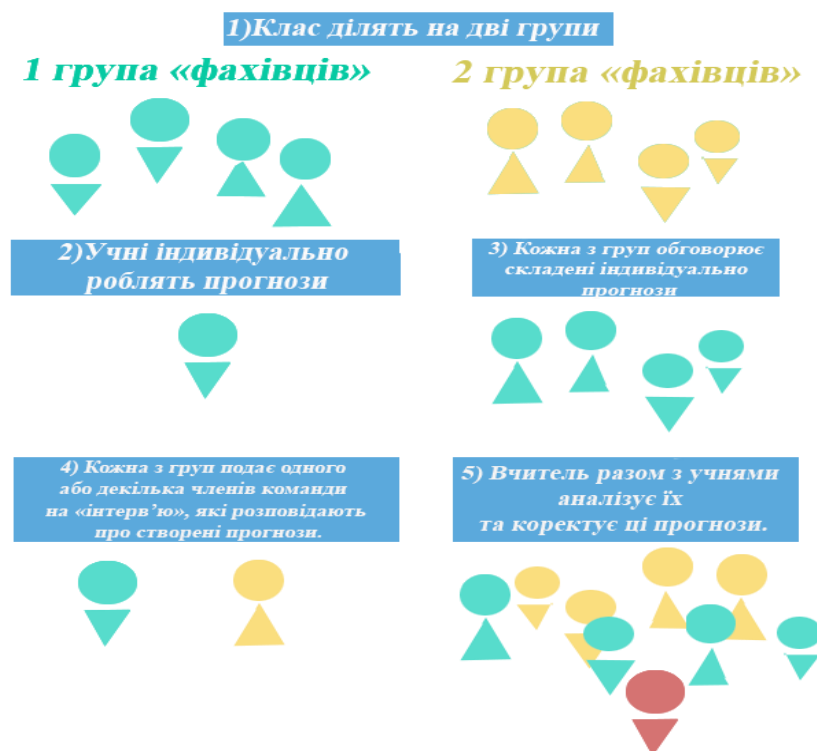 1)Клас ділять на дві групи
1 група «фахівців»
2 група «фахівців»
2)Учні індивідуально
роблять прогнози
3) Кожна з груп обговорює
складені індивідуально
прогнози
4) Кожна з груп подає одного
або декілька членів команди
на «інтерв’ю», які розповідають
про створені прогнози.
5) Вчитель разом з учнями
аналізує їх
та коректує ці прогнози.